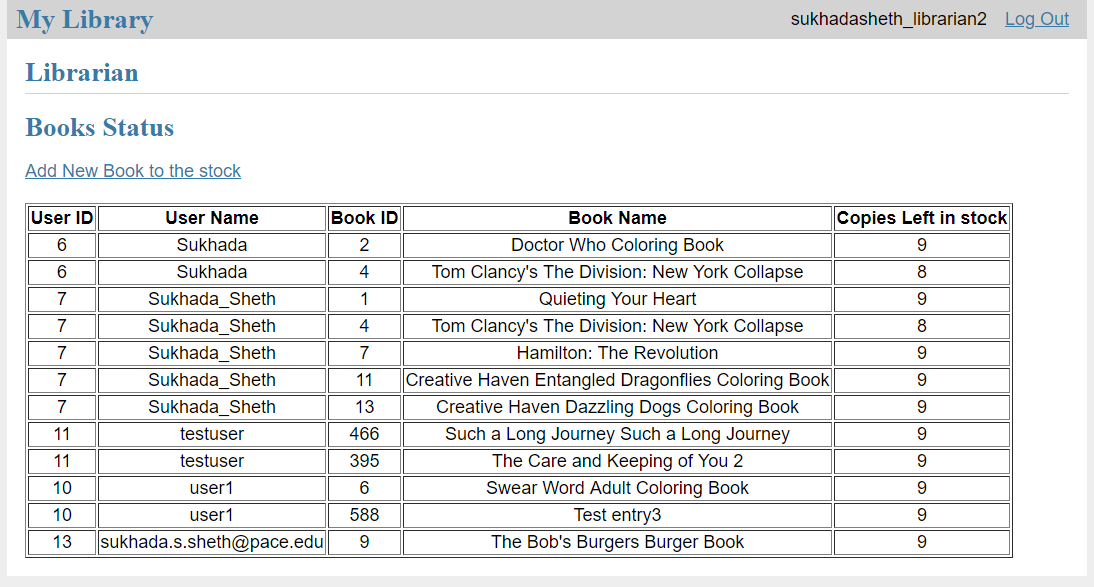 My Library sukhadasheth_librarian2 Log Out
Librarian
Books Status
Add New Book to the stock
User ID User Name Book ID Book Name Copies Left in stock
6 Sukhada 2 Doctor Who Coloring Book 9
6 Sukhada 4 Tom Clancy's The Division: New York Collapse 8
7 Sukhada_Sheth 1 Quieting Your Heart 9
7 Sukhada_Sheth 4 Tom Clancy's The Division: New York Collapse 8
7 Sukhada_Sheth 7 Hamilton: The Revolution 9
7 Sukhada_Sheth 11 Creative Haven Entangled Dragonflies Coloring Book 9
7 Sukhada_Sheth 13 Creative Haven Dazzling Dogs Coloring Book 9
11 testuser 466 Such a Long Journey Such a Long Journey 9
11 testuser 395 The Care and Keeping of You 2 9
10 user1 6 Swear Word Adult Coloring Book 9
10 user1 588 Test entry3 9
13 sukhada.s.sheth@pace.edu 9 The Bob's Burgers Burger Book 9